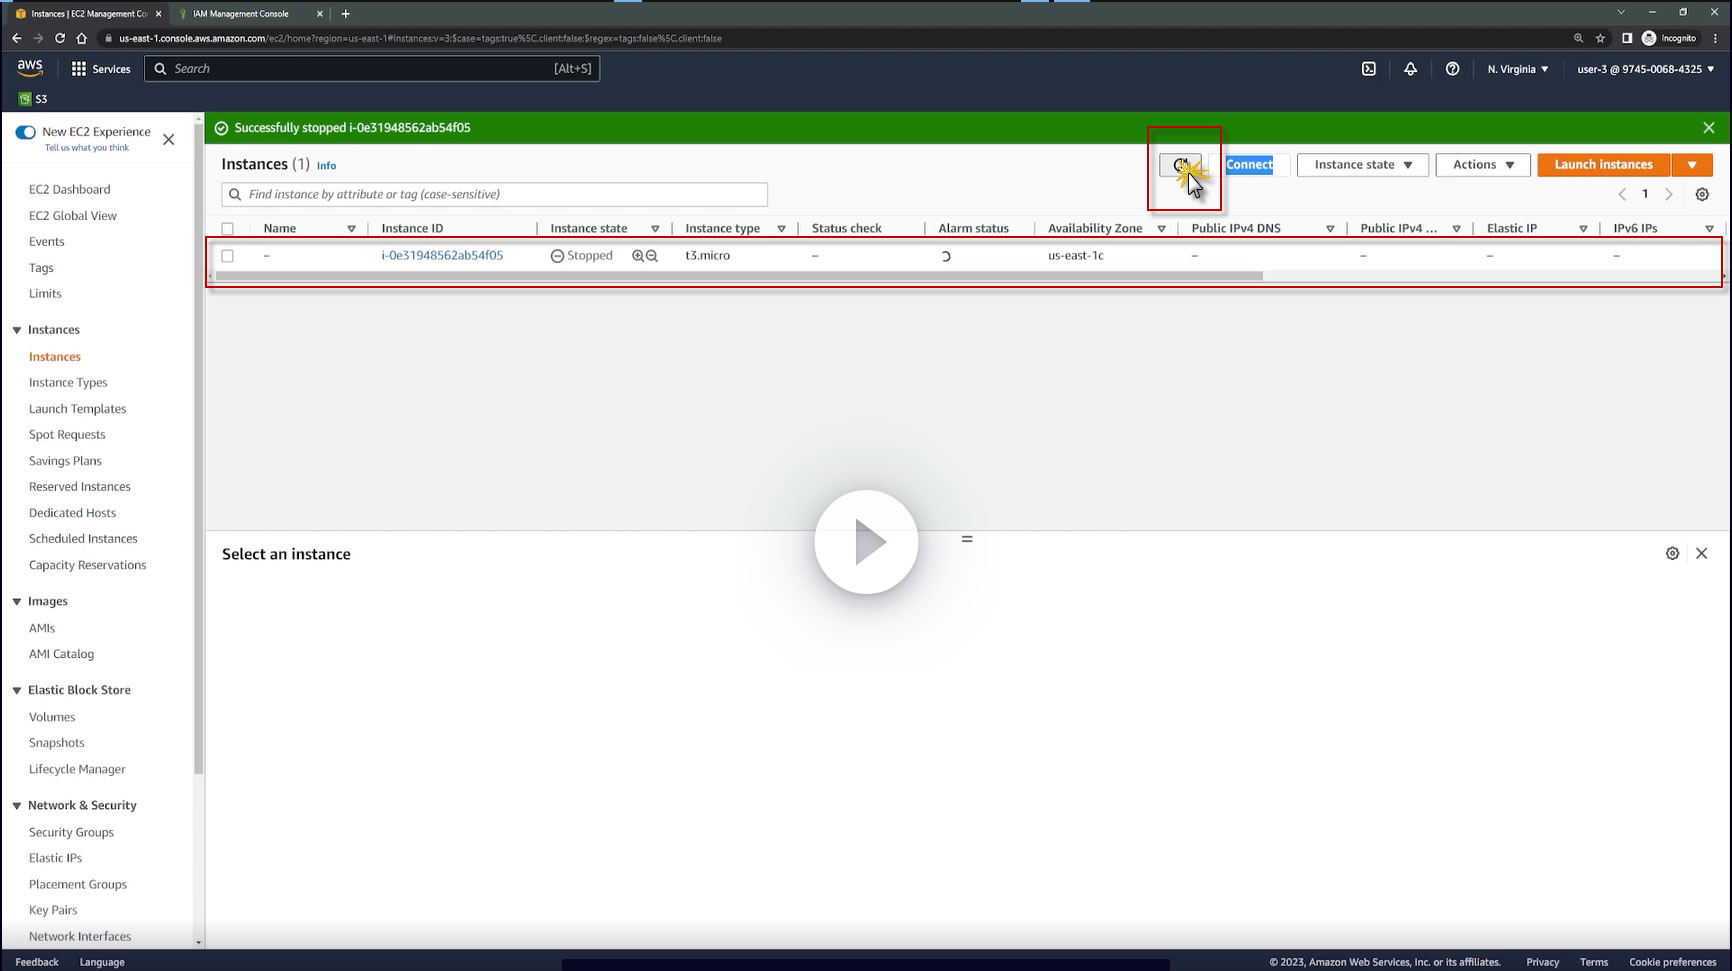 Instances | EC2 Management Co
IAM Management Console
us-east-1.console.aws.amazon.com/ec2/home?region=us-east-1#Instances:v=3;$case=tags:true%5C,client:false;$regex=tags:false%5C,client:false
Incognito
aws
Services
Search
[Alt+S]
N. Virginia
user-3 @ 9745-0068-4325
S3
New EC2 Experience
Tell us what you think
EC2 Dashboard
EC2 Global View
Events
Tags
Limits
Instances
Instances
Instance Types
Launch Templates
Spot Requests
Savings Plans
Reserved Instances
Dedicated Hosts
Scheduled Instances
Capacity Reservations
Images
AMIs
AMI Catalog
Elastic Block Store
Volumes
Snapshots
Lifecycle Manager
Network & Security
Security Groups
Elastic IPs
Placement Groups
Key Pairs
Network Interfaces
Successfully stopped i-0e31948562ab54f05
Instances (1) Info
Connect
Instance state
Actions
Launch instances
Find instance by attribute or tag (case-sensitive)
1
Name Instance ID Instance state Instance type Status check Alarm status Availability Zone Public IPv4 DNS Public IPv4 ... Elastic IP IPv6 IPs
– i-0e31948562ab54f05 Stopped t3.micro – us-east-1c – – – –
Select an instance
Feedback
Language
© 2023, Amazon Web Services, Inc. or its affiliates.
Privacy
Terms
Cookie preferences